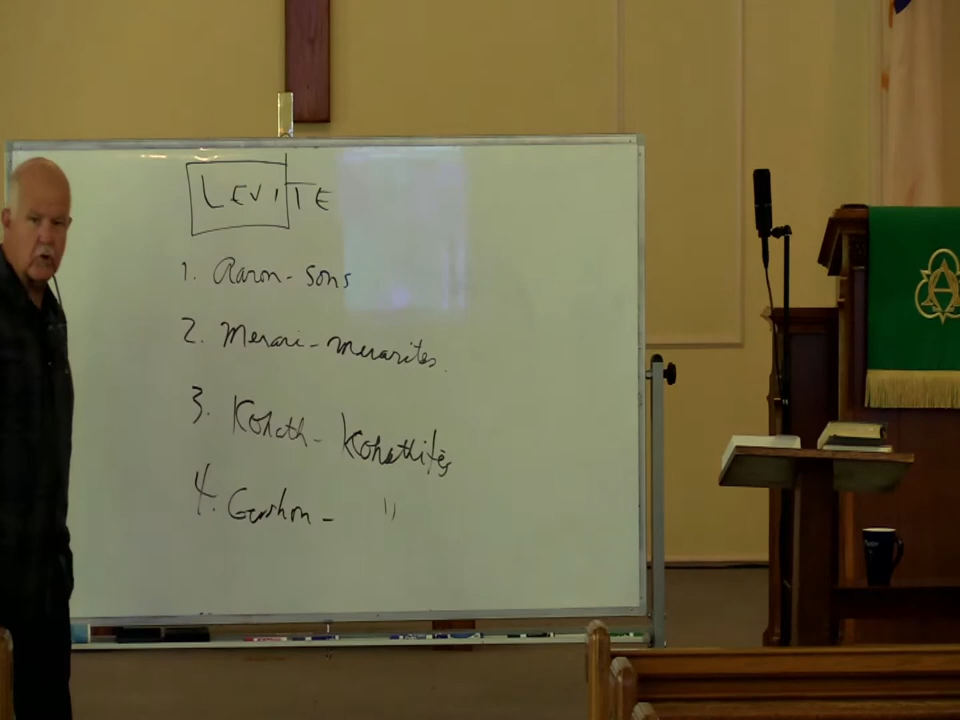 LEVITE
1. Aaron - sons
2. Merari - merarites
3. Kohath - Kohathites
4. Gershon - "